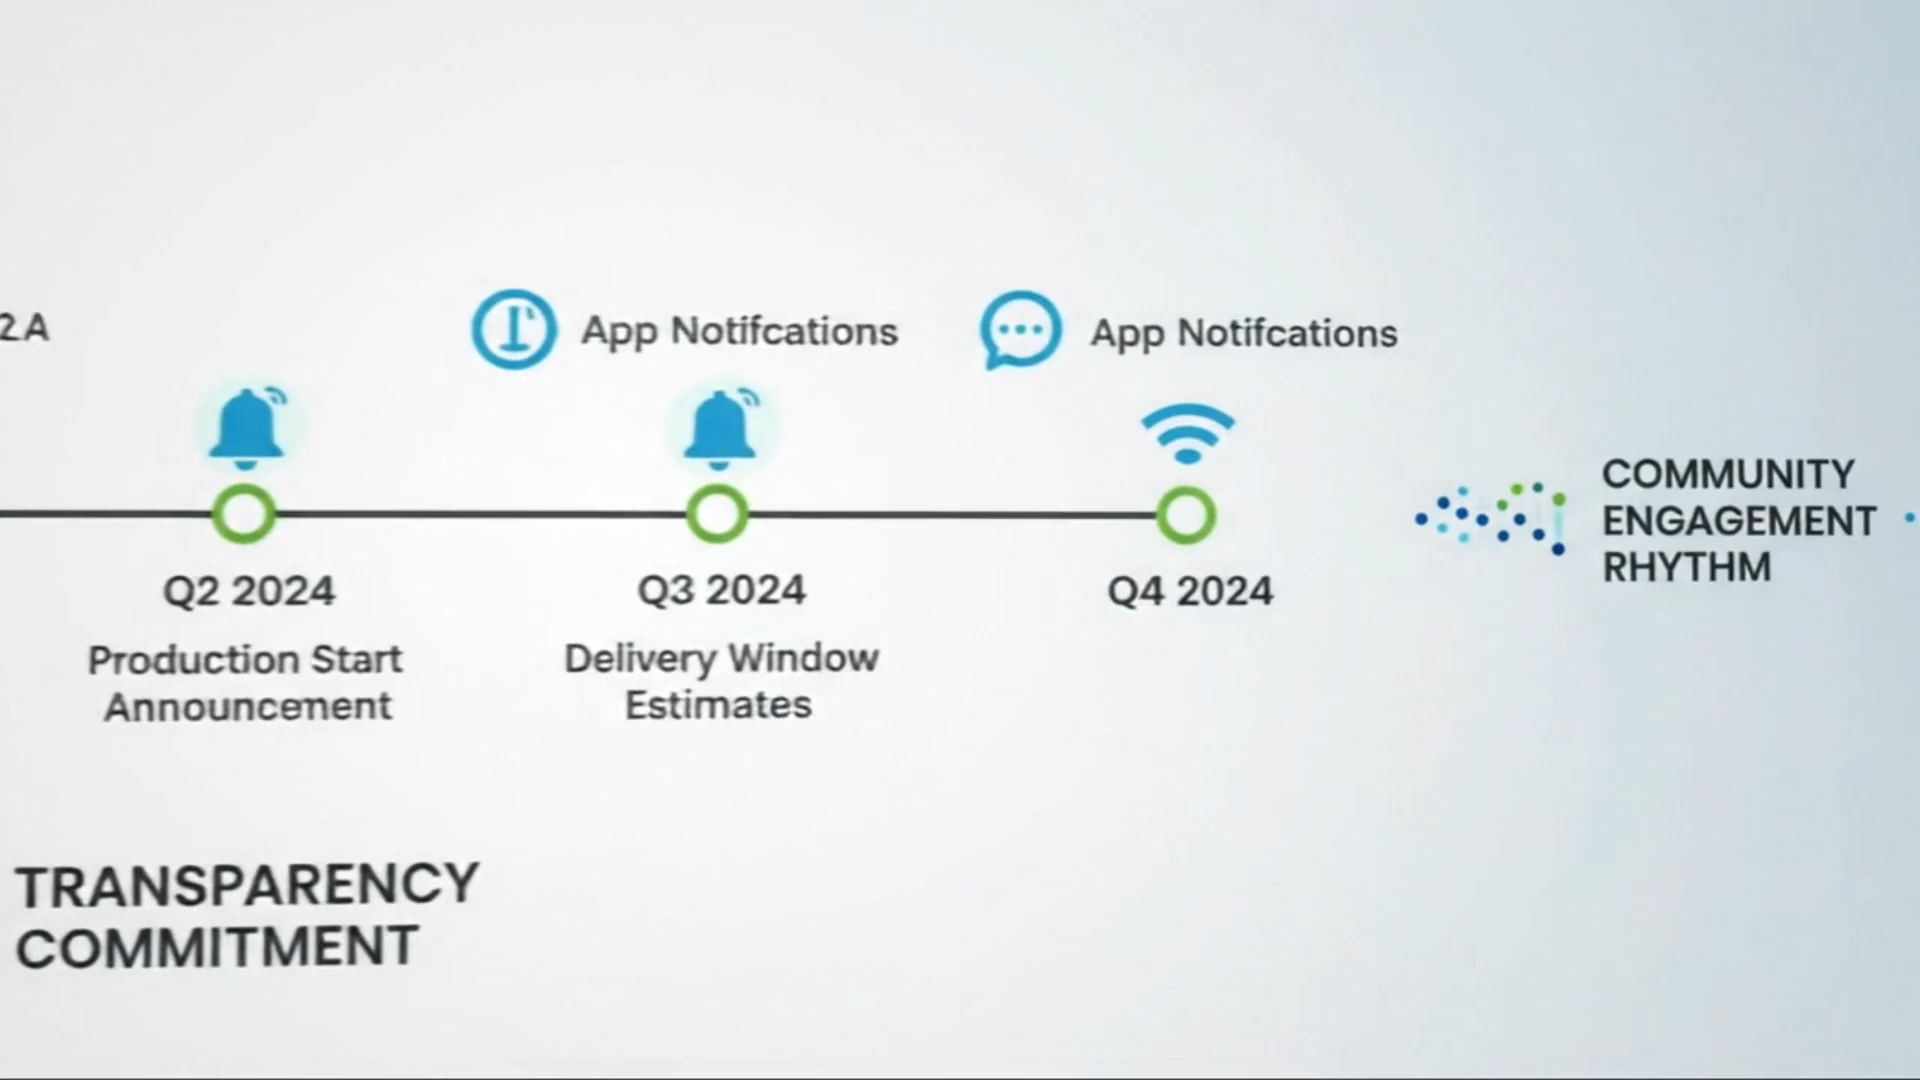 2A
App Notifcations
App Notifcations
Q2 2024
Production Start
Announcement
Q3 2024
Delivery Window
Estimates
Q4 2024
COMMUNITY
ENGAGEMENT
RHYTHM
TRANSPARENCY
COMMITMENT